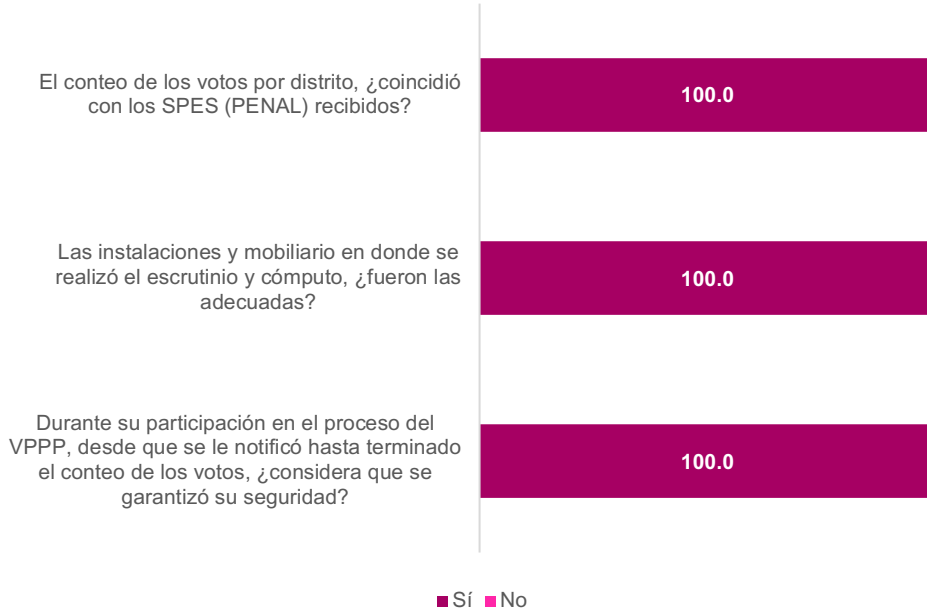 El conteo de los votos por distrito, ¿coincidió
con los SPES (PENAL) recibidos?
100.0
Las instalaciones y mobiliario en donde se
realizó el escrutinio y cómputo, ¿fueron las
adecuadas?
100.0
Durante su participación en el proceso del
VPPP, desde que se le notificó hasta terminado
el conteo de los votos, ¿considera que se
garantizó su seguridad?
100.0
Sí No